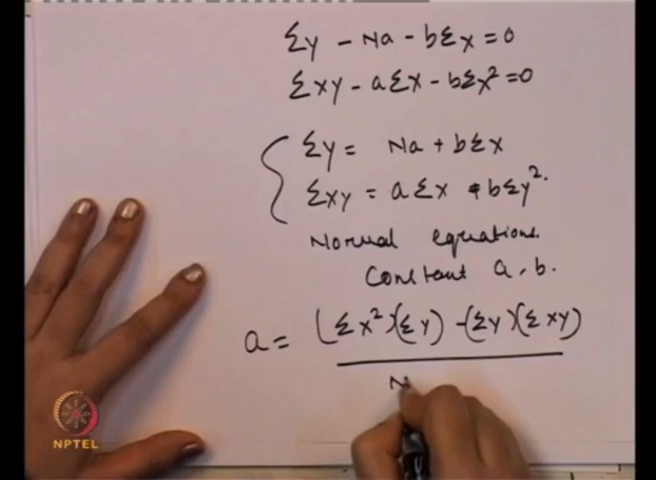 Σy - Na - bΣx = 0
Σxy - aΣx - bΣx² = 0
Σy = Na + bΣx
Σxy = aΣx + bΣy².
Normal equations.
Constant a, b.
a = (Σx²)(Σy) - (Σy)(Σxy)
N
NPTEL